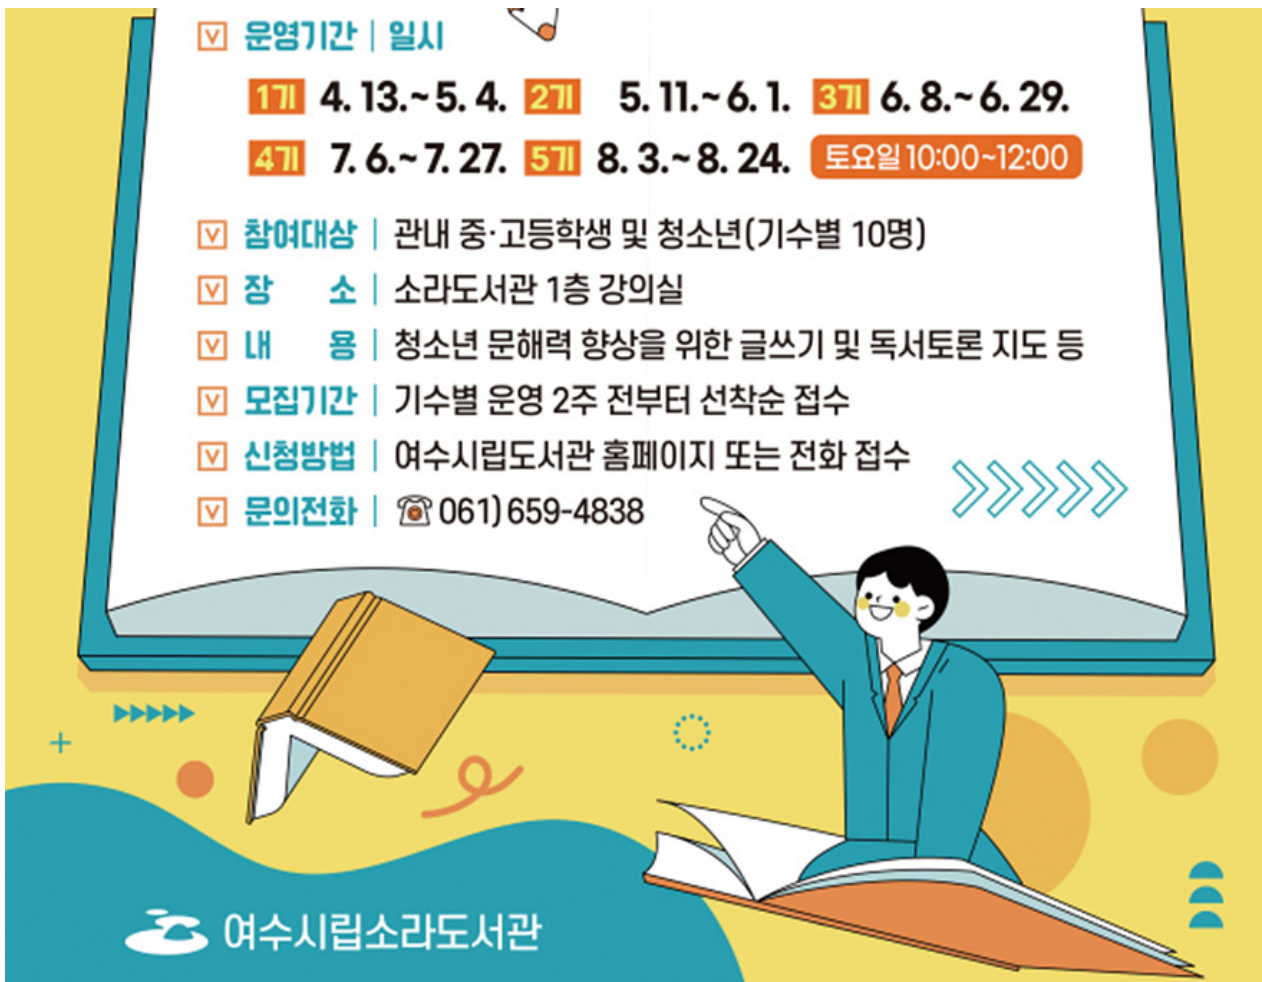 운영기간 | 일시
1기 4. 13.~5. 4. 2기 5. 11.~6. 1. 3기 6. 8.~6. 29.
4기 7. 6.~7. 27. 5기 8. 3.~8. 24. 토요일 10:00~12:00
참여대상 | 관내 중·고등학생 및 청소년(기수별 10명)
장 소 | 소라도서관 1층 강의실
내 용 | 청소년 문해력 향상을 위한 글쓰기 및 독서토론 지도 등
모집기간 | 기수별 운영 2주 전부터 선착순 접수
신청방법 | 여수시립도서관 홈페이지 또는 전화 접수
문의전화 | ☎ 061) 659-4838
여수시립소라도서관